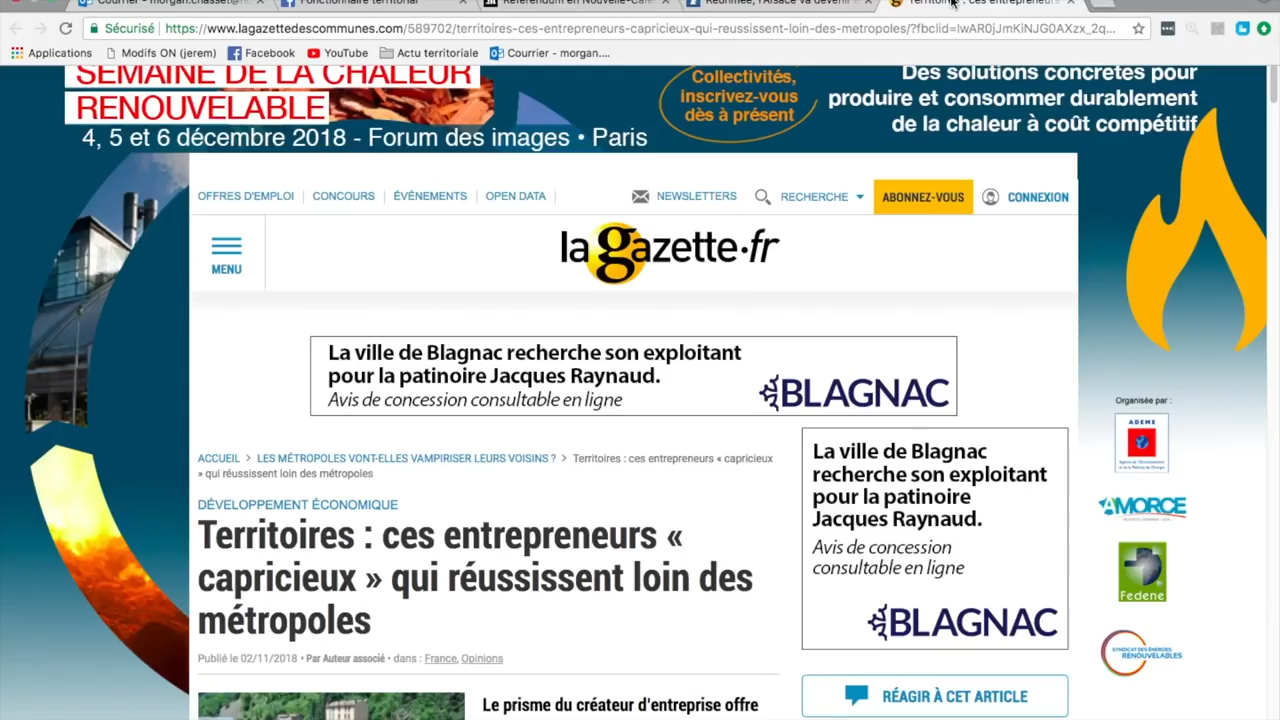 Courrier - morgan.chasset@
Fonctionnaire territorial
Référendum en Nouvelle-Calé
Réunifiée, l'Alsace va devenir
Territoires : ces entrepreneurs
Sécurisé
https://www.lagazettedescommunes.com/589702/territoires-ces-entrepreneurs-capricieux-qui-reussissent-loin-des-metropoles/?fbclid=IwAR0jJmKiNJG0AXzx_2q...
Applications
Modifs ON (jerem)
Facebook
YouTube
Actu territoriale
Courrier - morgan....
SEMAINE DE LA CHALEUR
RENOUVELABLE
4, 5 et 6 décembre 2018 - Forum des images • Paris
Collectivités,
inscrivez-vous
dès à présent
Des solutions concrètes pour
produire et consommer durablement
de la chaleur à coût compétitif
OFFRES D'EMPLOI
CONCOURS
ÉVÉNEMENTS
OPEN DATA
NEWSLETTERS
RECHERCHE
ABONNEZ-VOUS
CONNEXION
MENU
la gazette.fr
La ville de Blagnac recherche son exploitant
pour la patinoire Jacques Raynaud.
Avis de concession consultable en ligne
BLAGNAC
Organisée par :
ADEME
AMORCE
Fedene
SYNDICAT DES ÉNERGIES
RENOUVELABLES
ACCUEIL > LES MÉTROPOLES VONT-ELLES VAMPIRISER LEURS VOISINS ? > Territoires : ces entrepreneurs « capricieux
» qui réussissent loin des métropoles
DÉVELOPPEMENT ÉCONOMIQUE
Territoires : ces entrepreneurs «
capricieux » qui réussissent loin des
métropoles
Publié le 02/11/2018 • Par Auteur associé • dans : France, Opinions
Le prisme du créateur d'entreprise offre
La ville de Blagnac
recherche son exploitant
pour la patinoire
Jacques Raynaud.
Avis de concession
consultable en ligne
BLAGNAC
RÉAGIR À CET ARTICLE